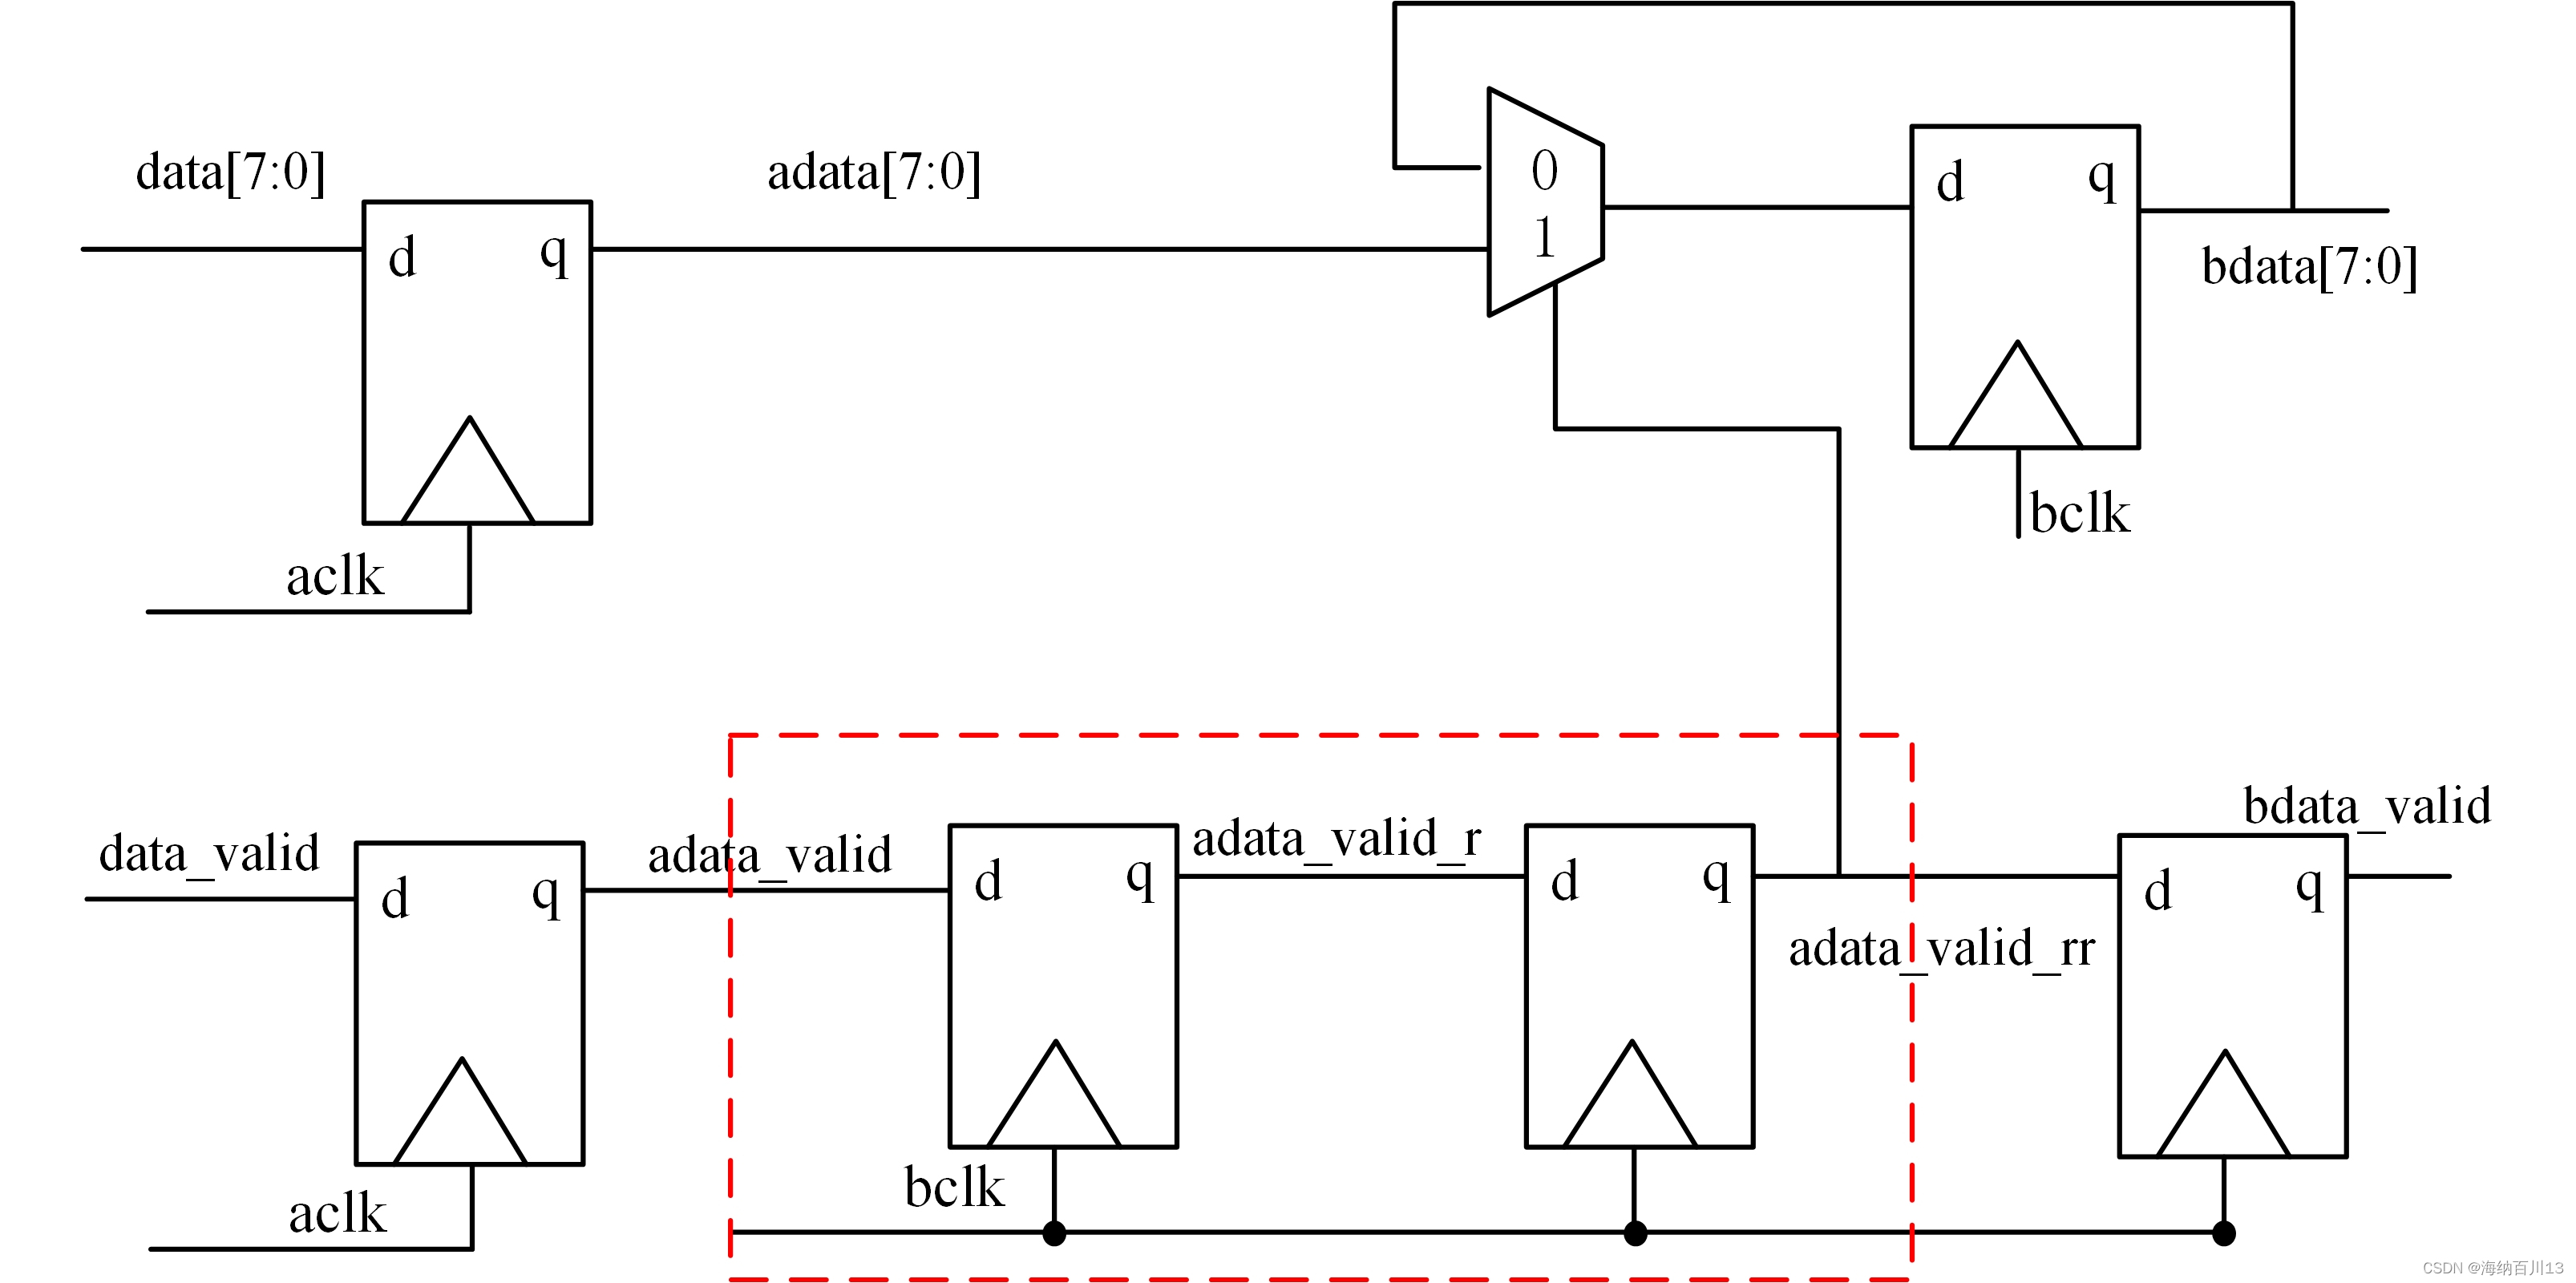 data[7:0]
adata[7:0]
0
1
d
q
d
q
bdata[7:0]
aclk
bclk
data_valid
adata_valid
adata_valid_r
bdata_valid
d
q
d
q
d
q
d
q
adata_valid_rr
bclk
aclk
CSDN @海纳百川13